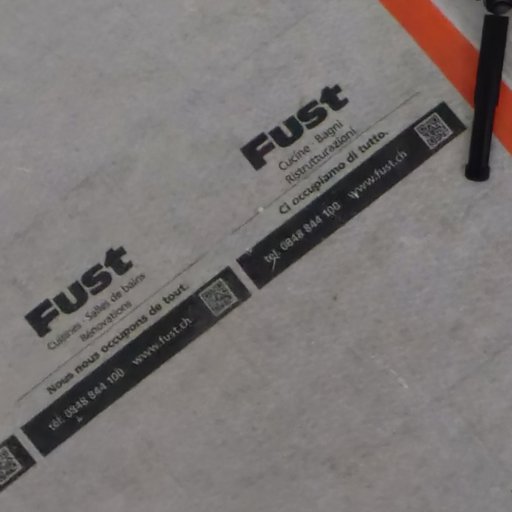 Fust
Cuisines · Salles de bains
Rénovations
Nous nous occupons de tout.
tél. 0848 844 100 www.fust.ch
Fust
Cucine · Bagni
Ristrutturazioni
Ci occupiamo di tutto.
tel. 0848 844 100 www.fust.ch